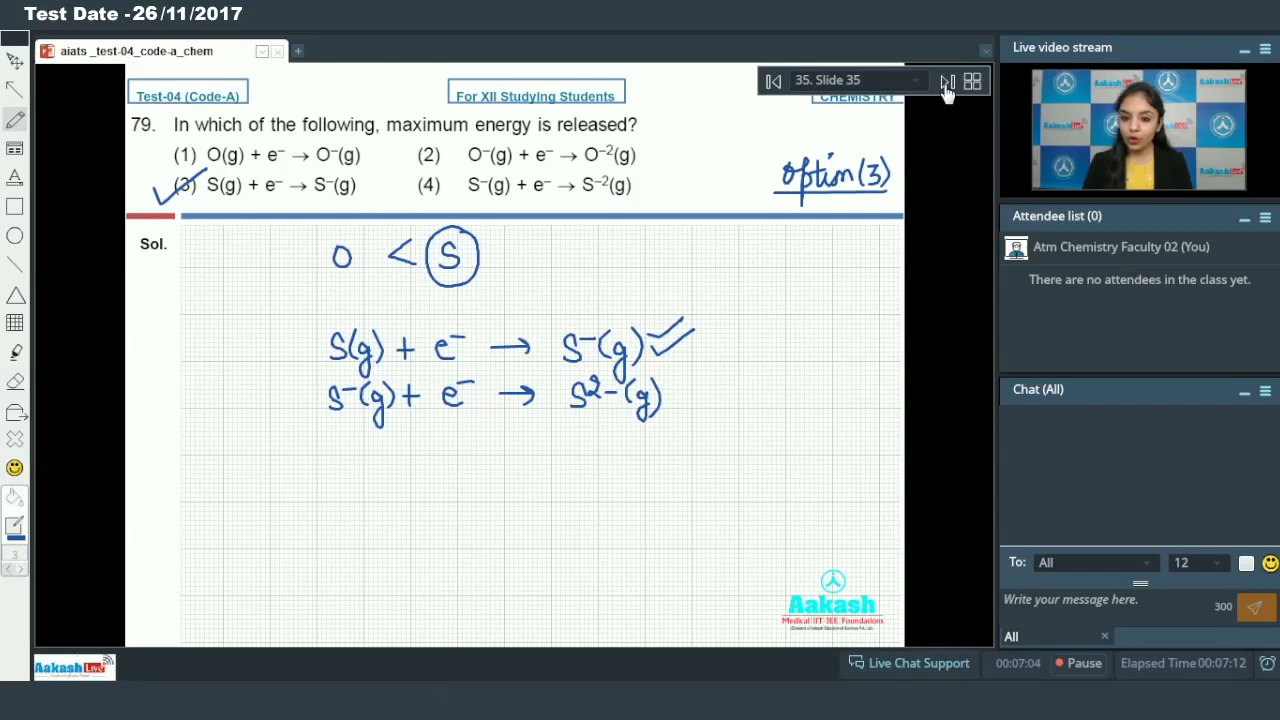 Test Date -26/11/2017
aiats _test-04_code-a_chem
Live video stream
35. Slide 35
Test-04 (Code-A)
For XII Studying Students
CHEMISTRY
79. In which of the following, maximum energy is released?
(1) O(g) + e⁻ → O⁻(g) (2) O⁻(g) + e⁻ → O⁻²(g)
(3) S(g) + e⁻ → S⁻(g) (4) S⁻(g) + e⁻ → S⁻²(g)
option(3)
Sol.
O < S
S(g) + e⁻ → S⁻(g)
S⁻(g) + e⁻ → S²⁻(g)
Aakash
Medical|IIT-JEE|Foundations
Attendee list (0)
Atm Chemistry Faculty 02 (You)
There are no attendees in the class yet.
Chat (All)
To: All 12
Write your message here. 300
All
3
Aakash Live
Live Chat Support
00:07:04
Pause
Elapsed Time 00:07:12